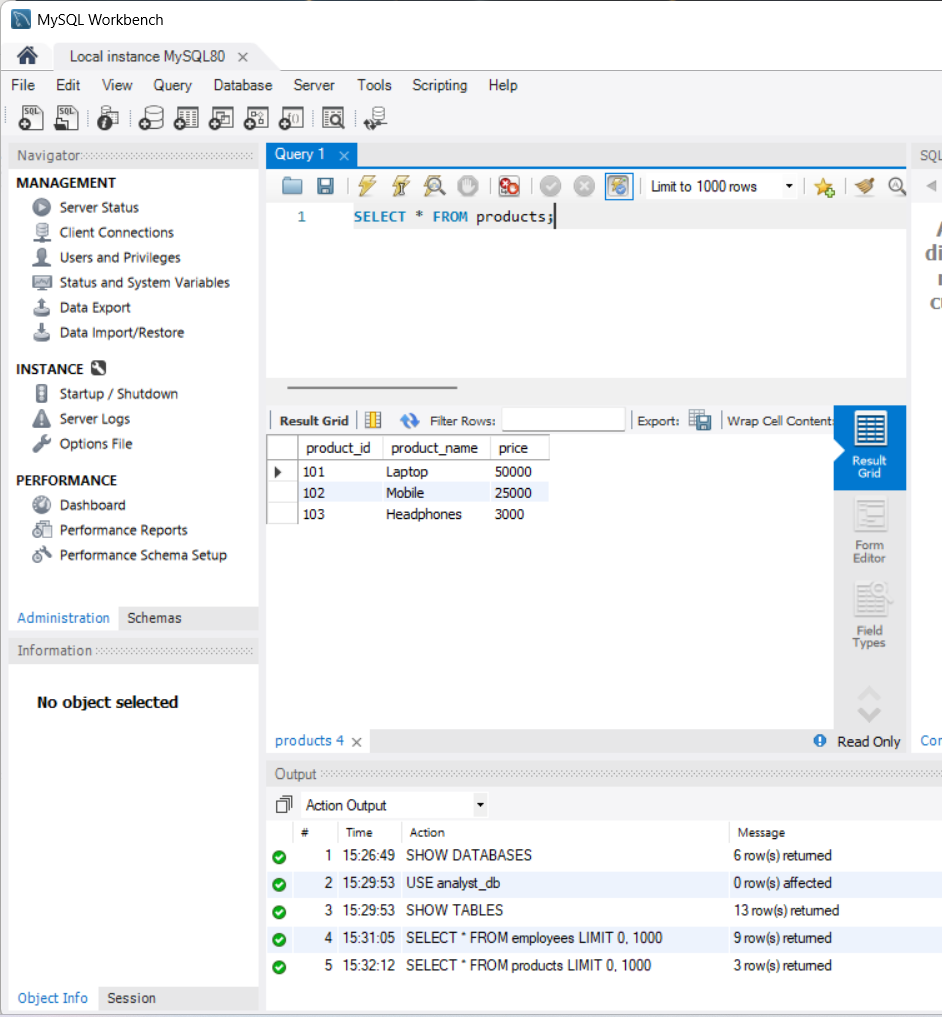 MySQL Workbench
Local instance MySQL80
File Edit View Query Database Server Tools Scripting Help
Navigator
MANAGEMENT
Server Status
Client Connections
Users and Privileges
Status and System Variables
Data Export
Data Import/Restore
INSTANCE
Startup / Shutdown
Server Logs
Options File
PERFORMANCE
Dashboard
Performance Reports
Performance Schema Setup
Administration Schemas
Information
No object selected
Object Info Session
Query 1
Limit to 1000 rows
1 SELECT * FROM products;
Result Grid Filter Rows: Export: Wrap Cell Content:
product_id product_name price
101 Laptop 50000
102 Mobile 25000
103 Headphones 3000
Result
Grid
Form
Editor
Field
Types
products 4 Read Only
Output
Action Output
# Time Action Message
1 15:26:49 SHOW DATABASES 6 row(s) returned
2 15:29:53 USE analyst_db 0 row(s) affected
3 15:29:53 SHOW TABLES 13 row(s) returned
4 15:31:05 SELECT * FROM employees LIMIT 0, 1000 9 row(s) returned
5 15:32:12 SELECT * FROM products LIMIT 0, 1000 3 row(s) returned